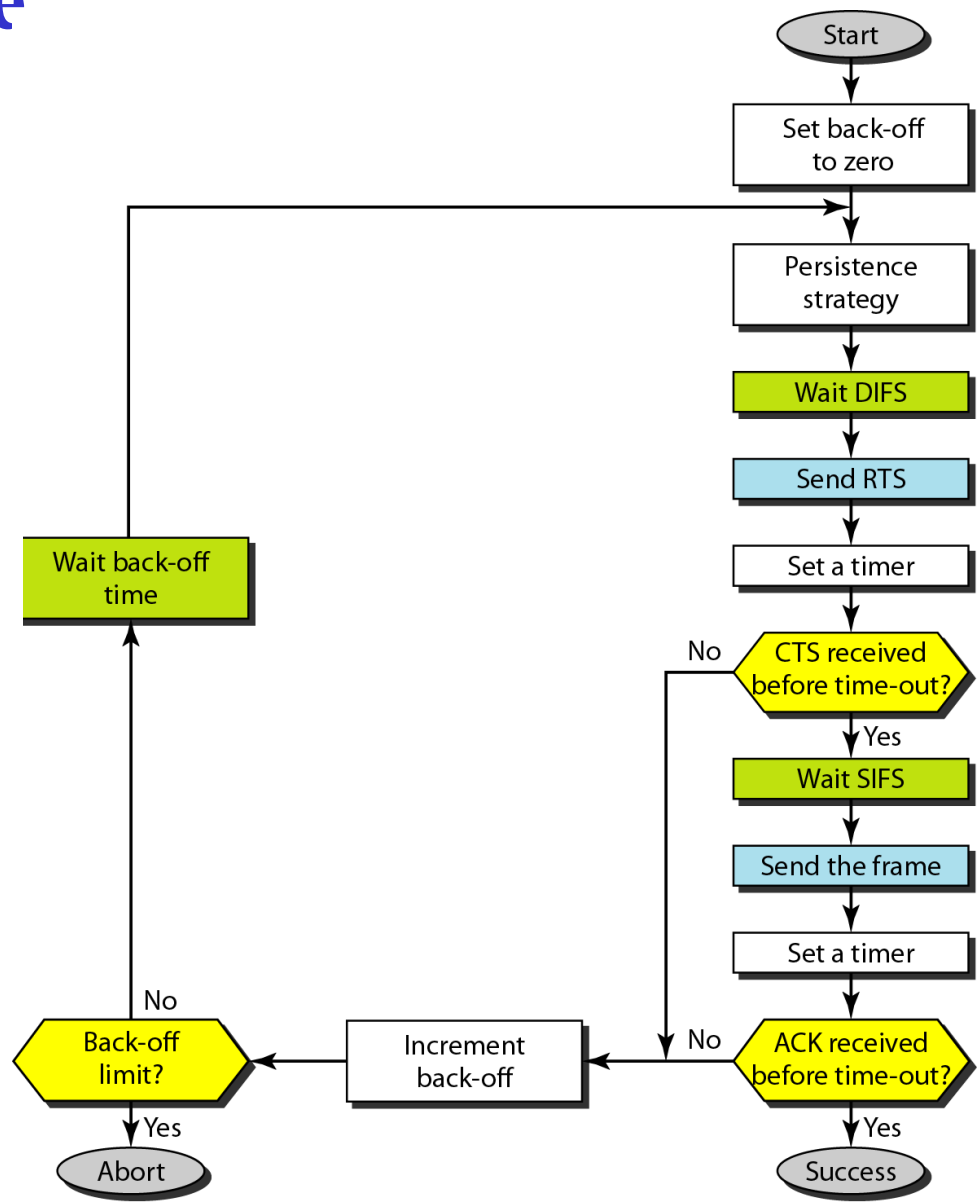 e
Start
Set back-off
to zero
Persistence
strategy
Wait DIFS
Send RTS
Set a timer
Wait back-off
time
No
CTS received
before time-out?
Yes
Wait SIFS
Send the frame
Set a timer
No
Back-off
limit?
Increment
back-off
No
ACK received
before time-out?
Yes
Abort
Yes
Success